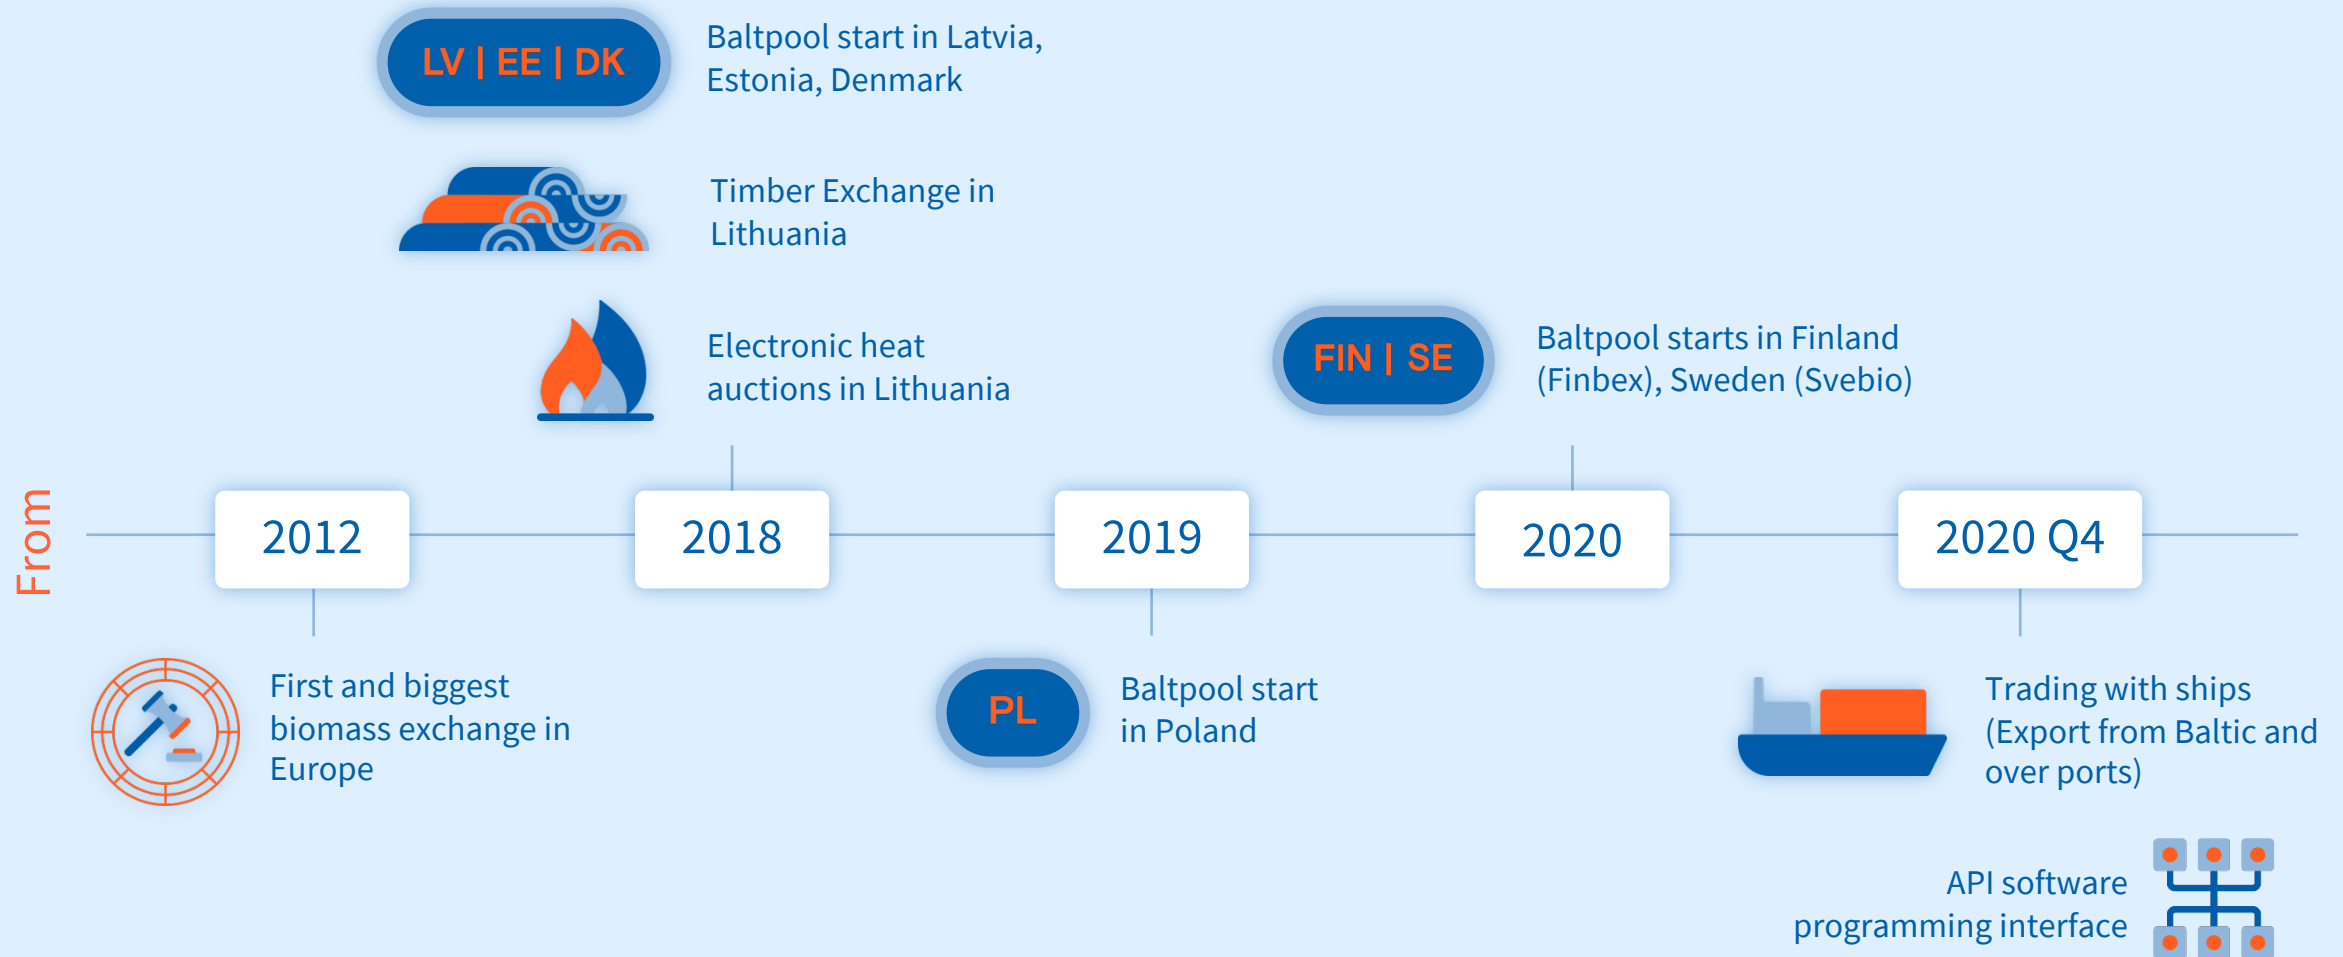 LV | EE | DK
Baltpool start in Latvia,
Estonia, Denmark
Timber Exchange in
Lithuania
Electronic heat
auctions in Lithuania
FIN | SE
Baltpool starts in Finland
(Finbex), Sweden (Svebio)
From
2012
2018
2019
2020
2020 Q4
First and biggest
biomass exchange in
Europe
PL
Baltpool start
in Poland
Trading with ships
(Export from Baltic and
over ports)
API software
programming interface